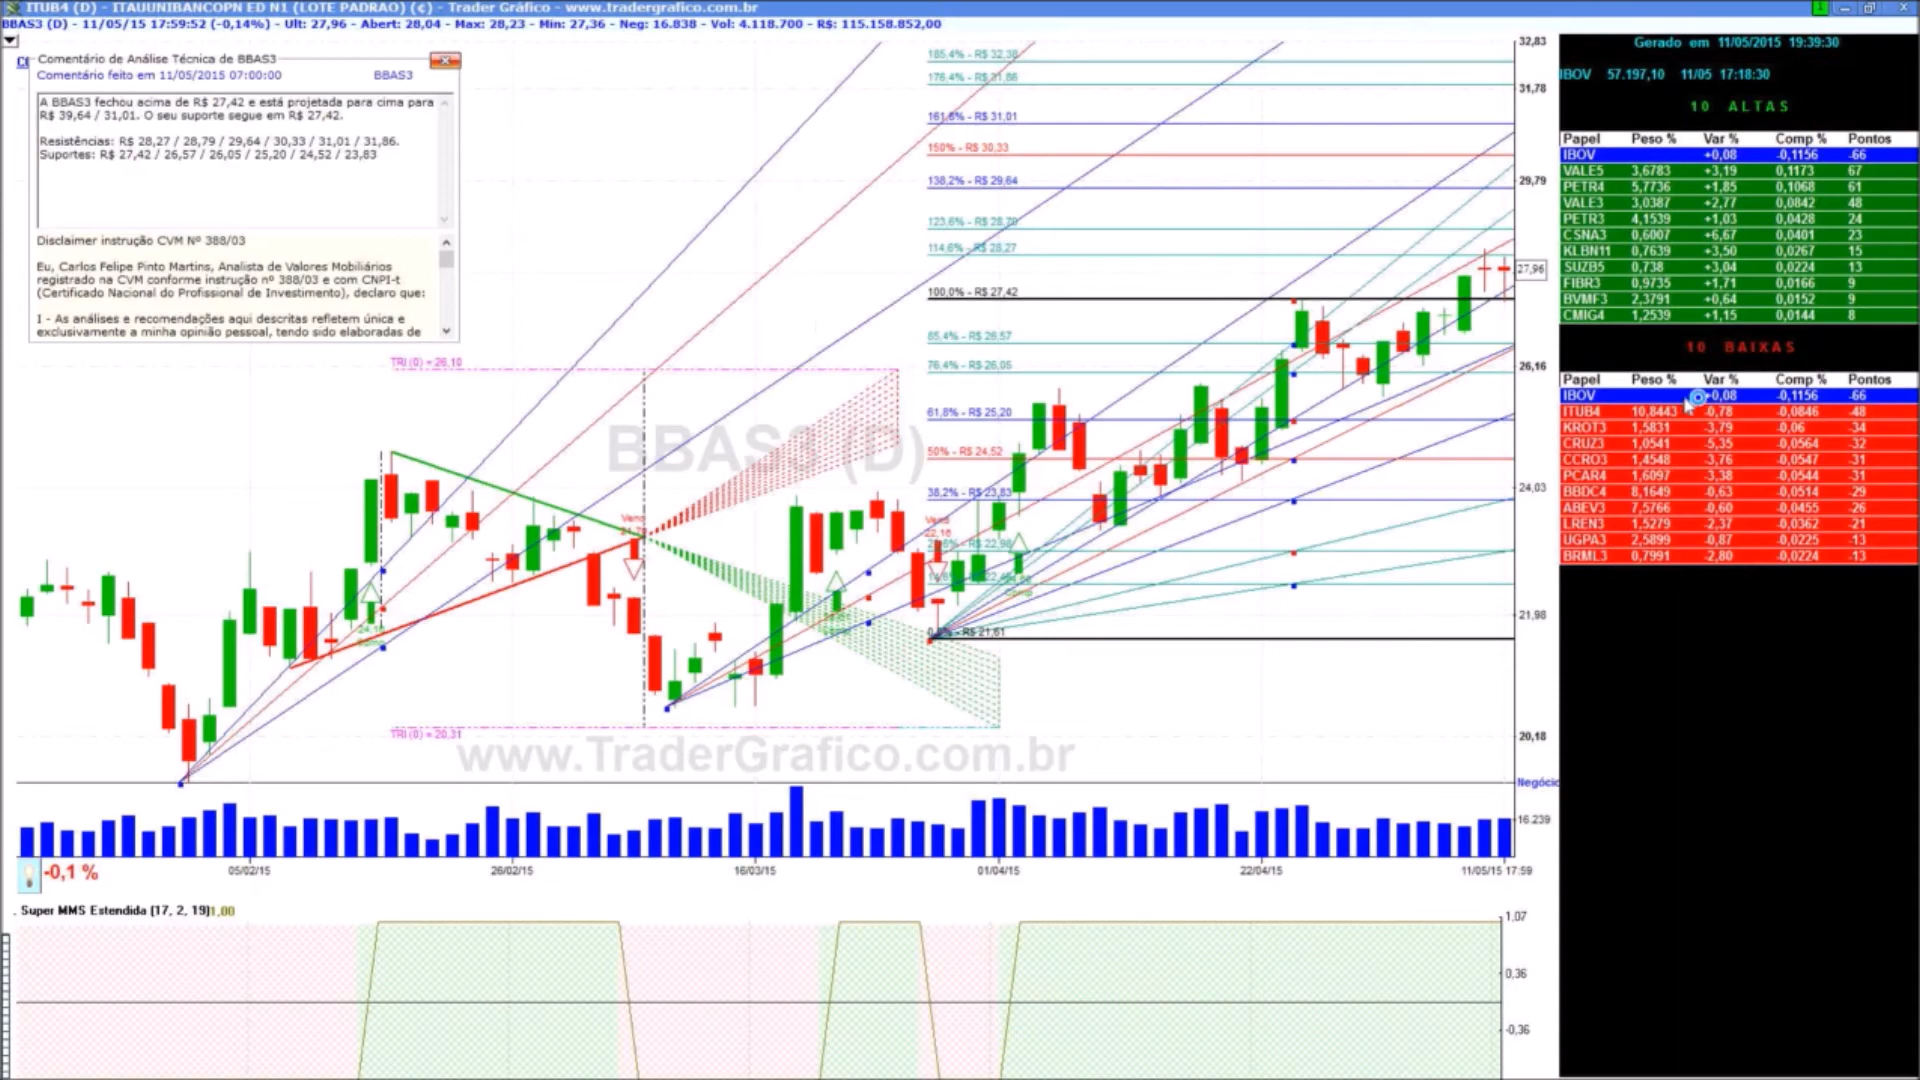 ITUB4 (D) - ITAUUNIBANCOPN ED N1 (LOTE PADRAO) (¢) - Trader Gráfico - www.tradergrafico.com.br
BBAS3 (D) - 11/05/15 17:59:52 (-0,14%) - Ult: 27,96 - Abert: 28,04 - Max: 28,23 - Min: 27,36 - Neg: 16.838 - Vol: 4.118.700 - R$: 115.158.852,00
Comentário de Análise Técnica de BBAS3
Comentário feito em 11/05/2015 07:00:00 BBAS3
A BBAS3 fechou acima de R$ 27,42 e está projetada para cima para
R$ 39,64 / 31,01. O seu suporte segue em R$ 27,42.
Resistências: R$ 28,27 / 28,79 / 29,64 / 30,33 / 31,01 / 31,86.
Suportes: R$ 27,42 / 26,57 / 26,05 / 25,20 / 24,52 / 23,83
Disclaimer instrução CVM Nº 388/03
Eu, Carlos Felipe Pinto Martins, Analista de Valores Mobiliários
registrado na CVM conforme instrução nº 388/03 e com CNPI-t
(Certificado Nacional do Profissional de Investimento), declaro que:
I - As análises e recomendações aqui descritas refletem única e
exclusivamente a minha opinião pessoal, tendo sido elaboradas de
185,4% - R$ 32,38
176,4% - R$ 31,86
161,8% - R$ 31,01
150% - R$ 30,33
138,2% - R$ 29,64
123,6% - R$ 28,79
114,6% - R$ 28,27
100,0% - R$ 27,42
85,4% - R$ 26,57
76,4% - R$ 26,05
61,8% - R$ 25,20
50% - R$ 24,52
38,2% - R$ 23,83
R$ 22,98
0,0% - R$ 21,61
TRI (0) = 26,10
TRI (0) = 20,31
BBAS3 (D)
www.TraderGrafico.com.br
22,16
32,83
31,78
29,79
27,96
26,16
24,03
21,98
20,18
Negócio
16.239
-0,1 %
05/02/15 26/02/15 16/03/15 01/04/15 22/04/15 11/05/15 17:59
. Super MMS Estendida [17, 2, 19] 1,00
1,07
0,36
-0,36
Gerado em 11/05/2015 19:39:30
IBOV 57.197,10 11/05 17:18:30
10 ALTAS
Papel Peso % Var % Comp % Pontos
IBOV +0,08 -0,1156 -66
VALE5 3,6783 +3,19 0,1173 67
PETR4 5,7736 +1,85 0,1068 61
VALE3 3,0387 +2,77 0,0842 48
PETR3 4,1539 +1,03 0,0428 24
CSNA3 0,6007 +6,67 0,0401 23
KLBN11 0,7639 +3,50 0,0267 15
SUZB5 0,738 +3,04 0,0224 13
FIBR3 0,9735 +1,71 0,0166 9
BVMF3 2,3791 +0,64 0,0152 9
CMIG4 1,2539 +1,15 0,0144 8
10 BAIXAS
Papel Peso % Var % Comp % Pontos
IBOV +0,08 -0,1156 -66
ITUB4 10,8443 -0,78 -0,0846 -48
KROT3 1,5831 -3,79 -0,06 -34
CRUZ3 1,0541 -5,35 -0,0564 -32
CCRO3 1,4548 -3,76 -0,0547 -31
PCAR4 1,6097 -3,38 -0,0544 -31
BBDC4 8,1649 -0,63 -0,0514 -29
ABEV3 7,5766 -0,60 -0,0455 -26
LREN3 1,5279 -2,37 -0,0362 -21
UGPA3 2,5899 -0,87 -0,0225 -13
BRML3 0,7991 -2,80 -0,0224 -13